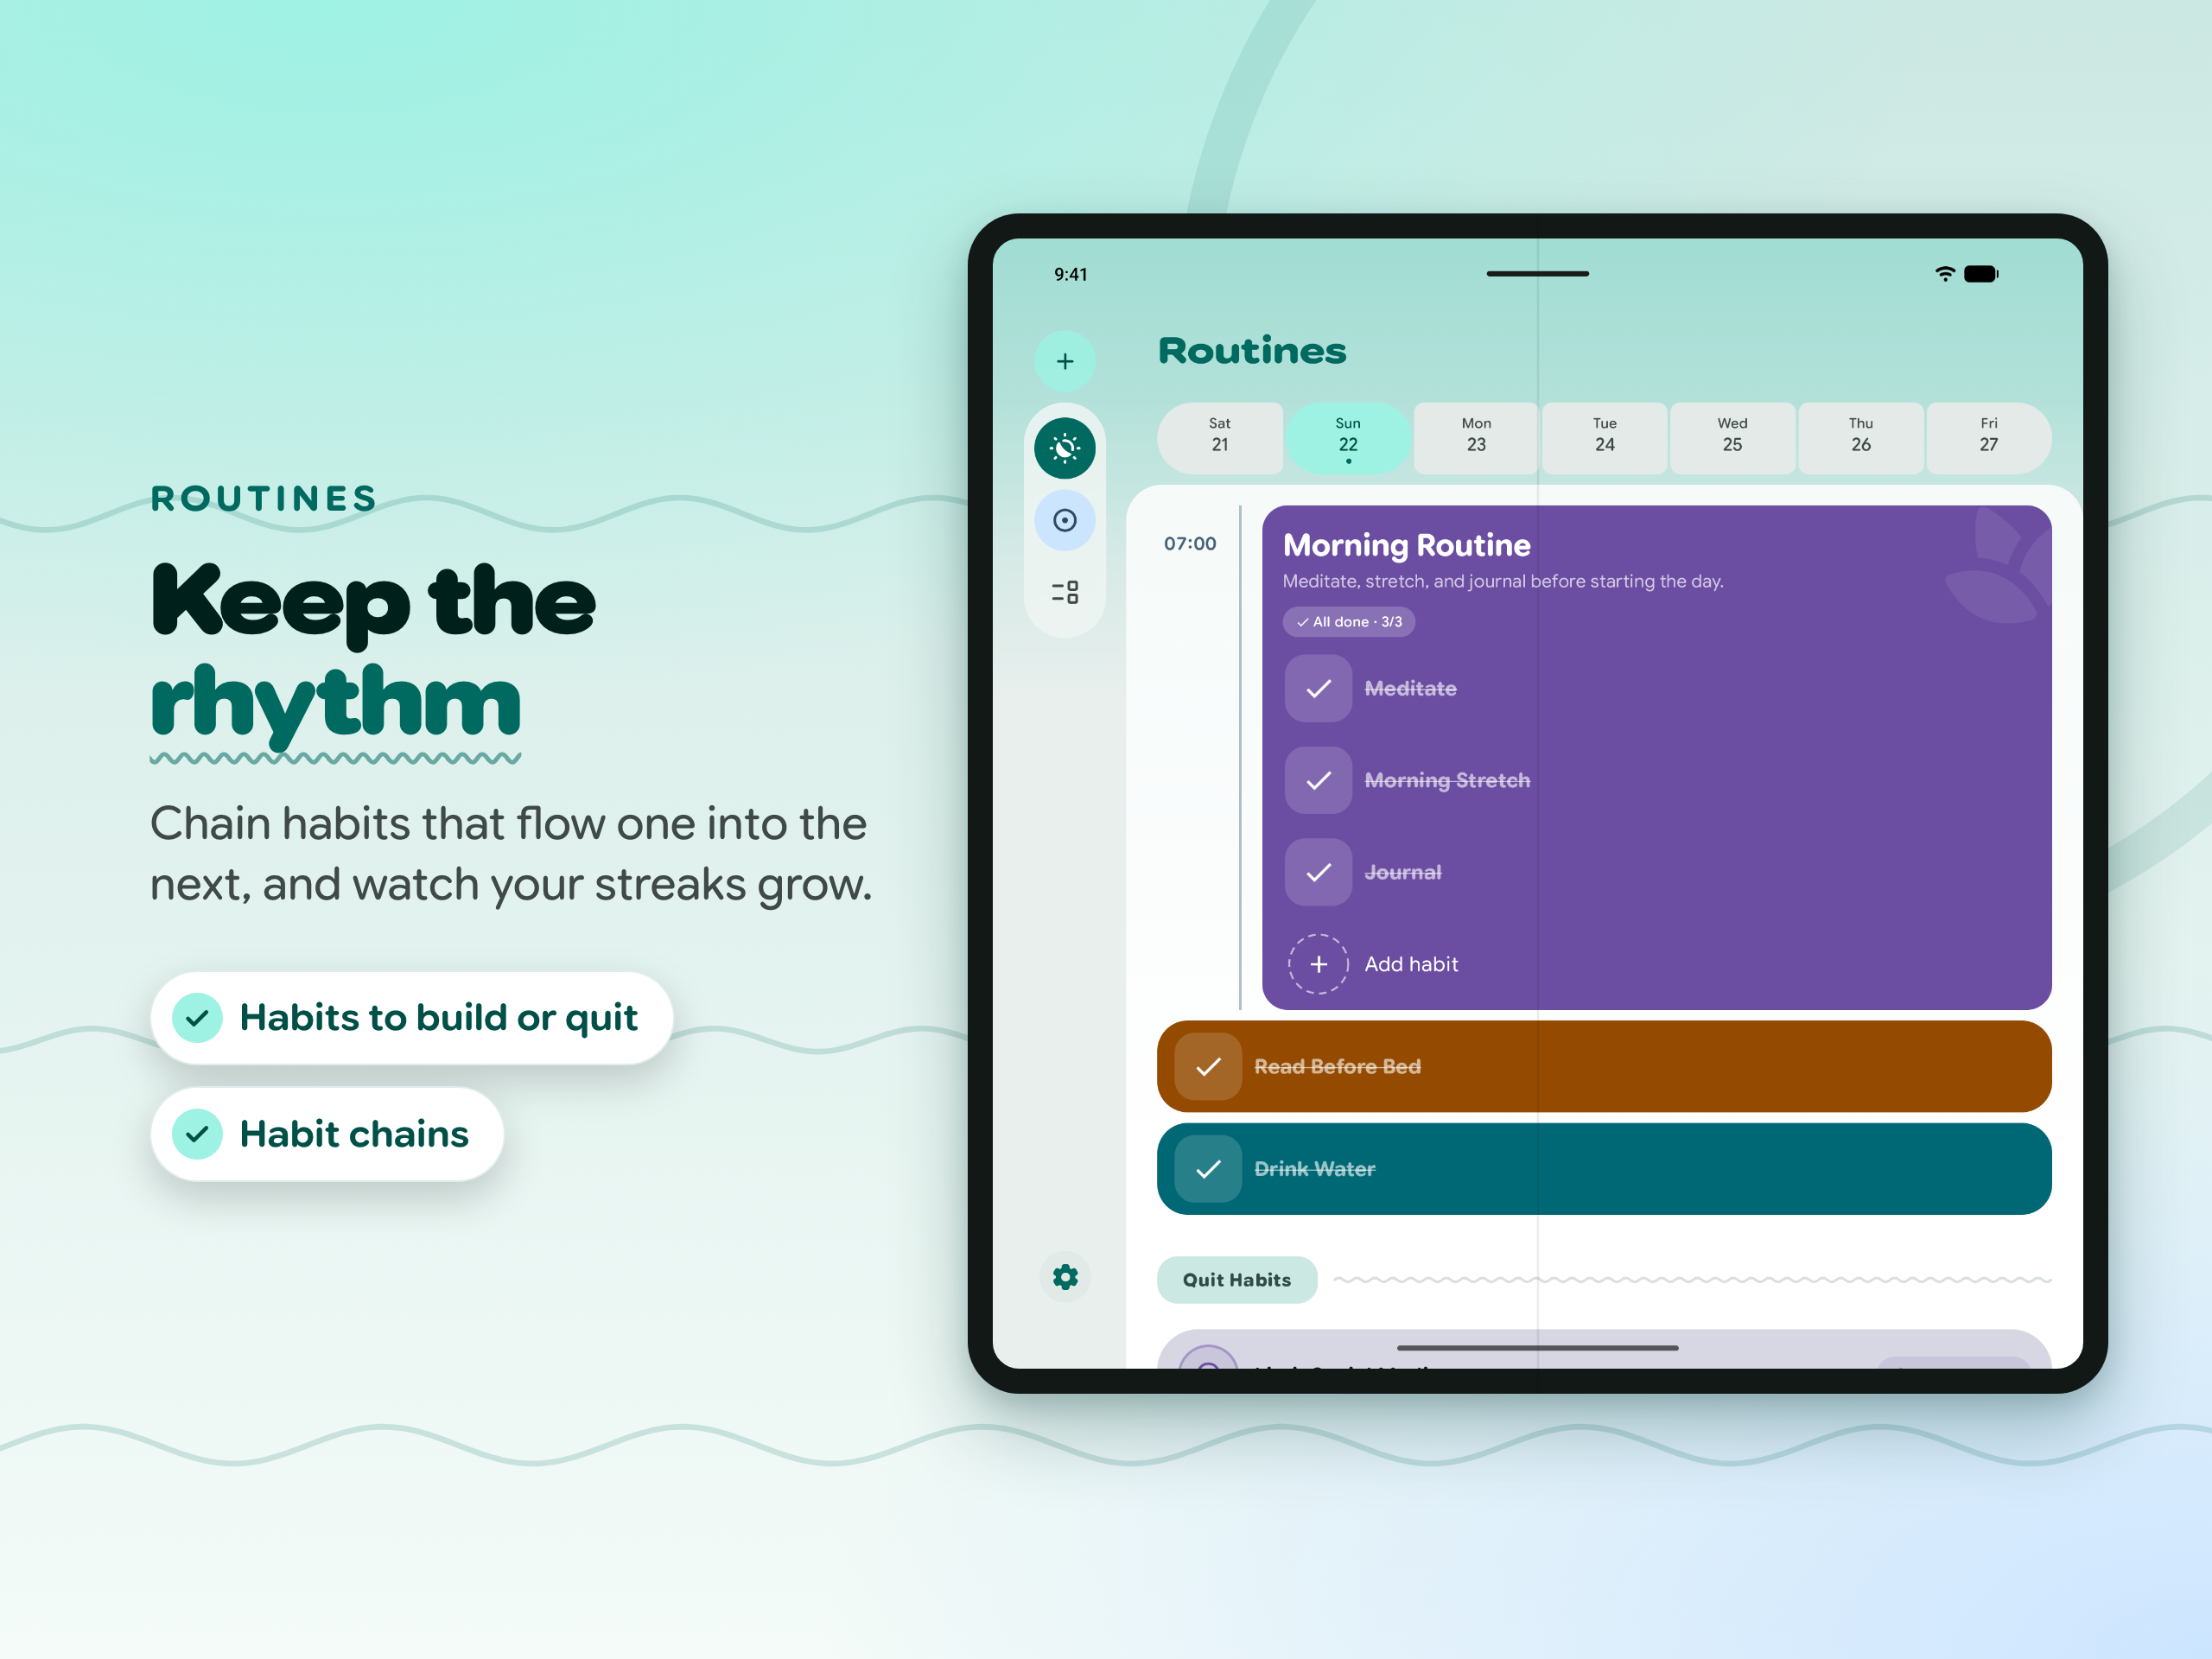 ROUTINES
Keep the
rhythm
Chain habits that flow one into the
next, and watch your streaks grow.
Habits to build or quit
Habit chains
9:41
Routines
Sat
21
Sun
22
Mon
23
Tue
24
Wed
25
Thu
26
Fri
27
07:00
Morning Routine
Meditate, stretch, and journal before starting the day.
All done · 3/3
Meditate
Morning Stretch
Journal
Add habit
Read Before Bed
Drink Water
Quit Habits